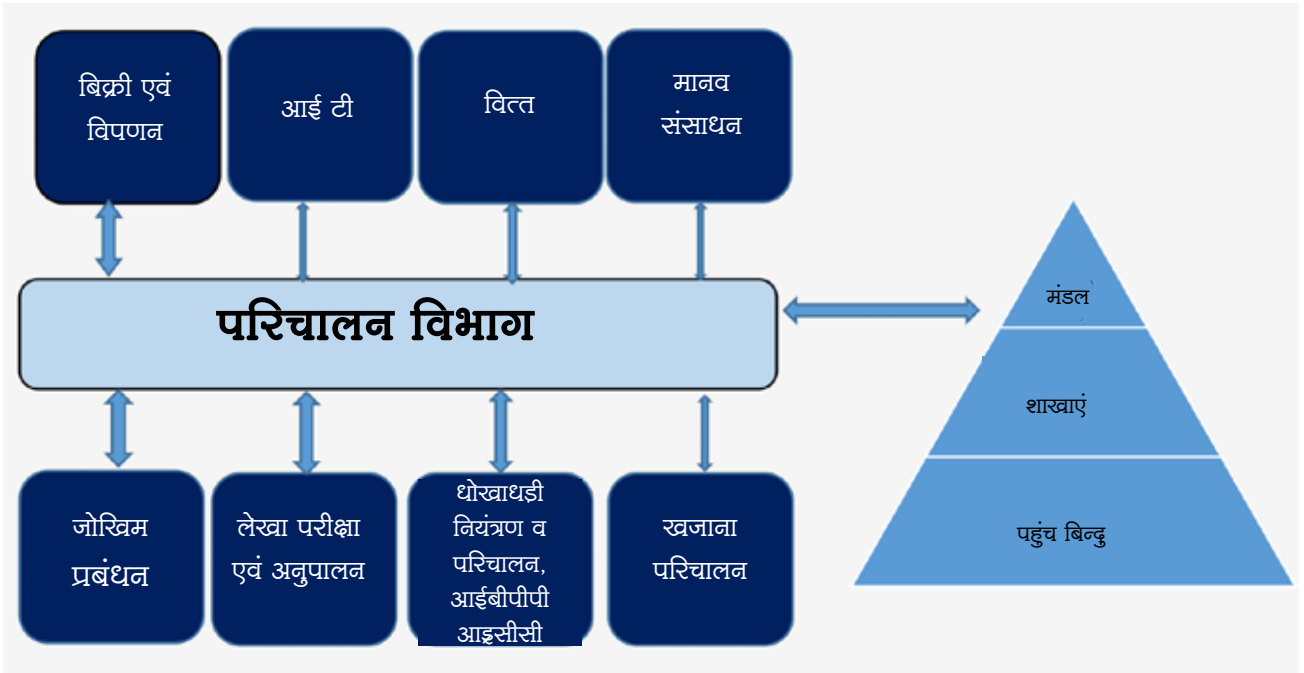 बिक्री एवं
विपणन
आई टी
वित्त
मानव
संसाधन
परिचालन विभाग
मंडल
शाखाएं
पहुंच बिन्दु
जोखिम
प्रबंधन
लेखा परीक्षा
एवं अनुपालन
धोखाधड़ी
नियंत्रण व
परिचालन,
आईबीपीपी
आइसीसी
खजाना
परिचालन